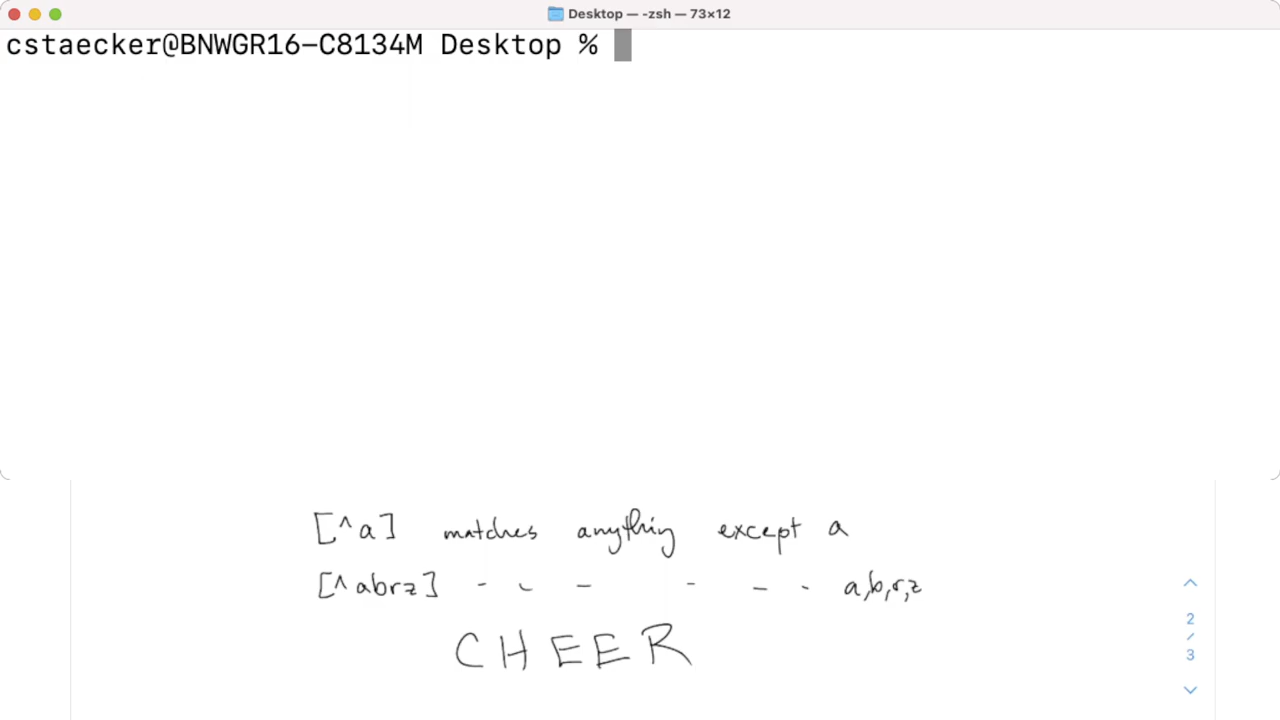 Desktop — -zsh — 73×12
cstaecker@BNWGR16-C8134M Desktop %
[^a] matches anything except a
[^abrz] - - - - - - a,b,r,z
CHEER
2
/
3